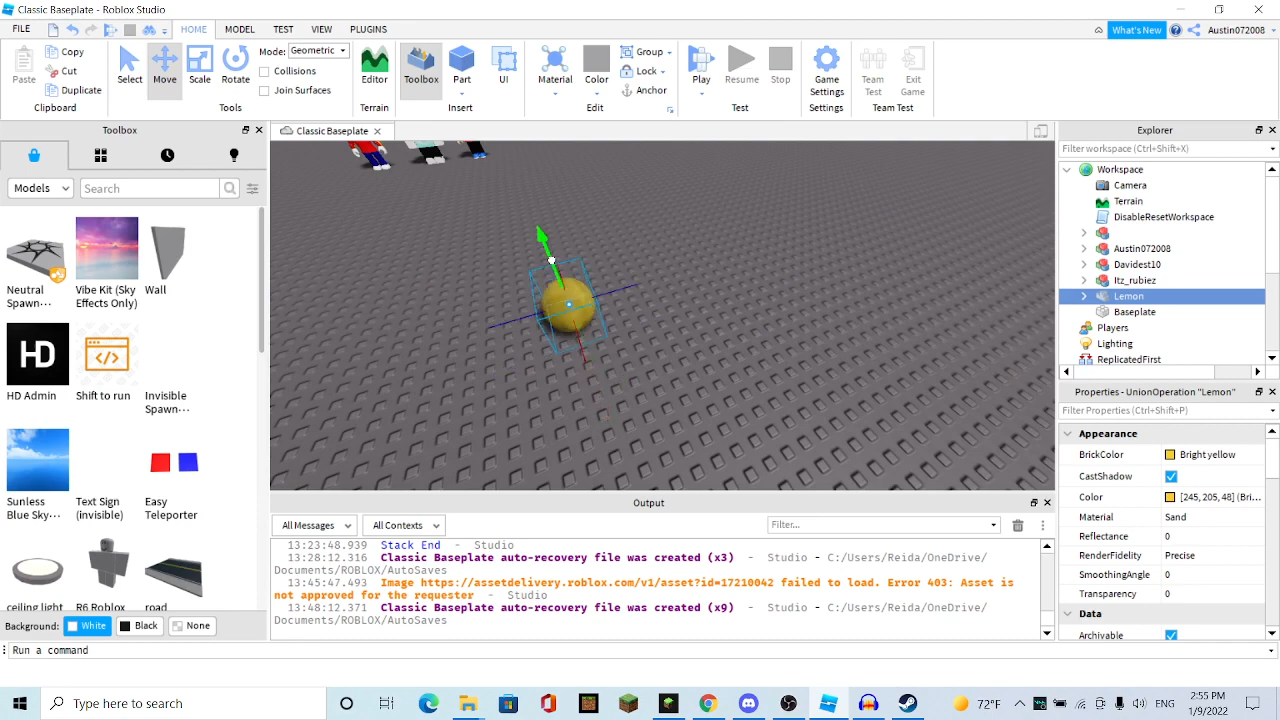 Classic Baseplate - Roblox Studio
FILE HOME MODEL TEST VIEW PLUGINS What's New Austin072008
Paste Copy Cut Duplicate Select Move Scale Rotate Mode: Geometric Collisions Join Surfaces Editor Toolbox Part UI Material Color Group Lock Anchor Play Resume Stop Game Settings Team Test Exit Game
Clipboard Tools Terrain Insert Edit Test Settings Team Test
Toolbox
Models Search
Neutral Spawn···
Vibe Kit (Sky Effects Only)
Wall
HD
HD Admin
Shift to run
Invisible Spawn···
Sunless Blue Sky···
Text Sign (invisible)
Easy Teleporter
ceiling light
R6 Roblox
road
Background: White Black None
Classic Baseplate
Output
All Messages All Contexts Filter...
13:23:48.939 Stack End - Studio
13:28:12.316 Classic Baseplate auto-recovery file was created (x3) - Studio - C:/Users/Reida/OneDrive/
Documents/ROBLOX/AutoSaves
13:45:47.493 Image https://assetdelivery.roblox.com/v1/asset?id=17210042 failed to load. Error 403: Asset is
not approved for the requester - Studio
13:48:12.371 Classic Baseplate auto-recovery file was created (x9) - Studio - C:/Users/Reida/OneDrive/
Documents/ROBLOX/AutoSaves
Explorer
Filter workspace (Ctrl+Shift+X)
Workspace
Camera
Terrain
DisableResetWorkspace
Austin072008
Davidest10
Itz_rubiez
Lemon
Baseplate
Players
Lighting
ReplicatedFirst
Properties - UnionOperation "Lemon"
Filter Properties (Ctrl+Shift+P)
Appearance
BrickColor Bright yellow
CastShadow
Color [245, 205, 48] (Bri...
Material Sand
Reflectance 0
RenderFidelity Precise
SmoothingAngle 0
Transparency 0
Data
Archivable
Run a command
Type here to search
72°F
2:55 PM
1/9/2022